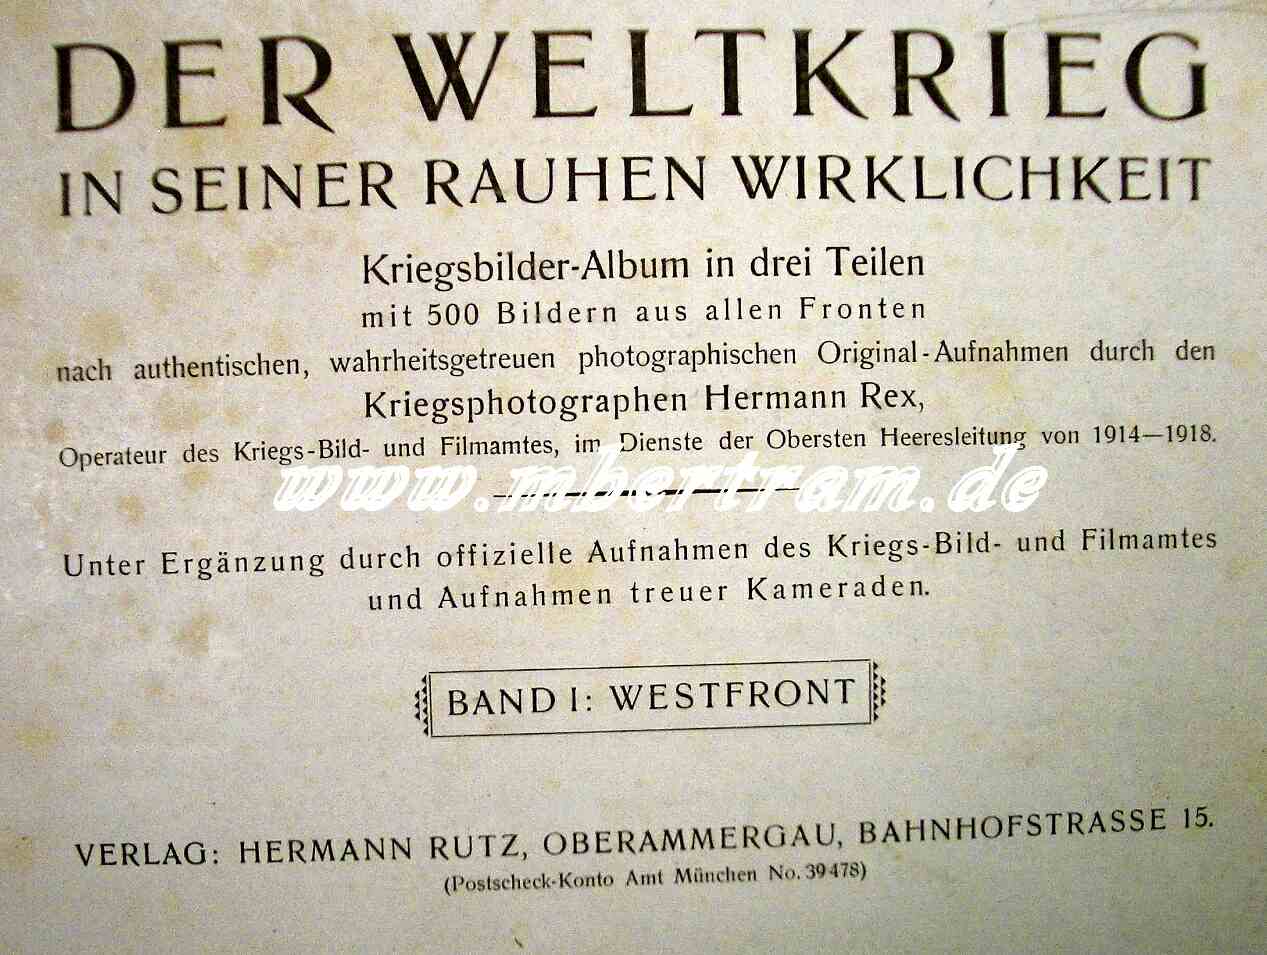 DER WELTKRIEG
IN SEINER RAUHEN WIRKLICHKEIT
Kriegsbilder-Album in drei Teilen
mit 500 Bildern aus allen Fronten
nach authentischen, wahrheitsgetreuen photographischen Original-Aufnahmen durch den
Kriegsphotographen Hermann Rex,
Operateur des Kriegs-Bild- und Filmamtes, im Dienste der Obersten Heeresleitung von 1914—1918.
www.mbertram.de
Unter Ergänzung durch offizielle Aufnahmen des Kriegs-Bild- und Filmamtes
und Aufnahmen treuer Kameraden.
BAND I: WESTFRONT
VERLAG: HERMANN RUTZ, OBERAMMERGAU, BAHNHOFSTRASSE 15.
(Postscheck-Konto Amt München No. 39478)